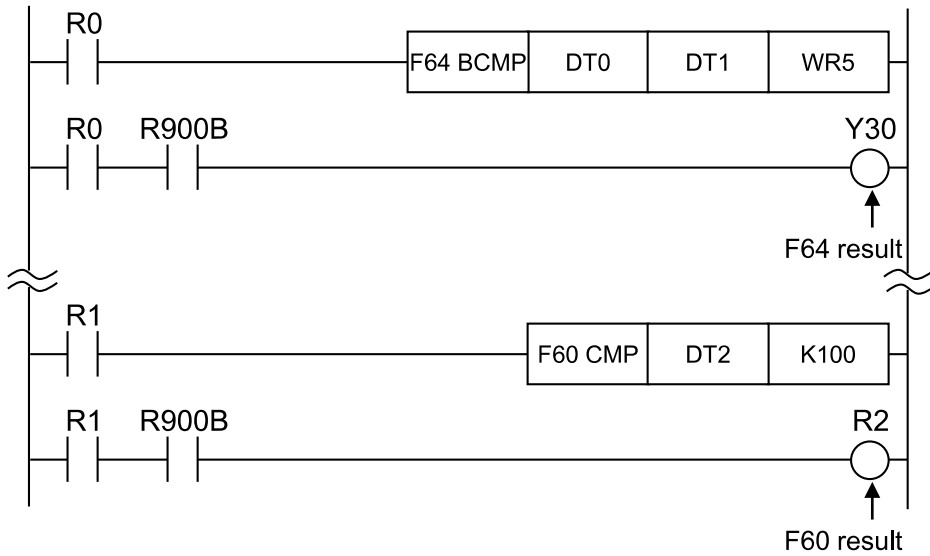 R0
F64 BCMP DT0 DT1 WR5
R0 R900B Y30
F64 result
R1
F60 CMP DT2 K100
R1 R900B R2
F60 result